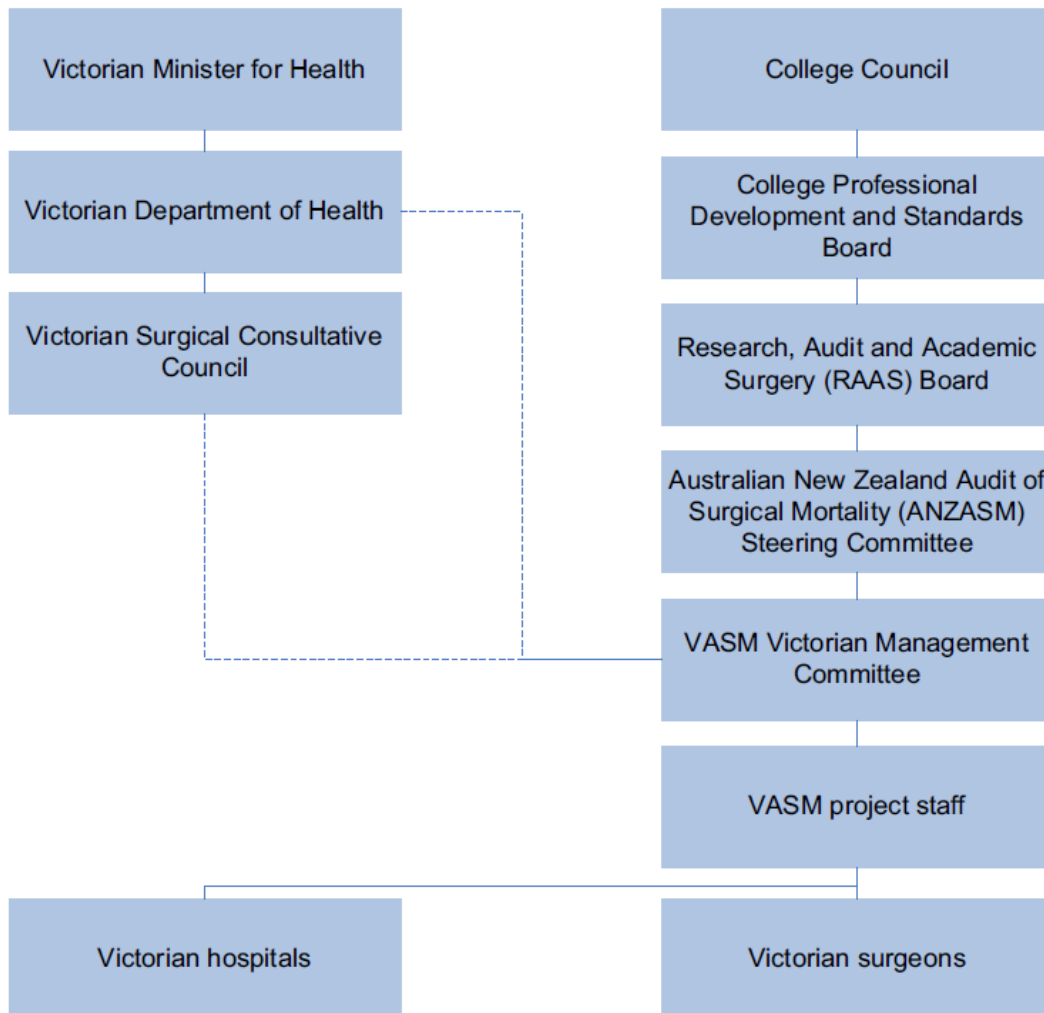 Victorian Minister for Health
College Council
Victorian Department of Health
College Professional
Development and Standards
Board
Victorian Surgical Consultative
Council
Research, Audit and Academic
Surgery (RAAS) Board
Australian New Zealand Audit of
Surgical Mortality (ANZASM)
Steering Committee
VASM Victorian Management
Committee
VASM project staff
Victorian hospitals
Victorian surgeons